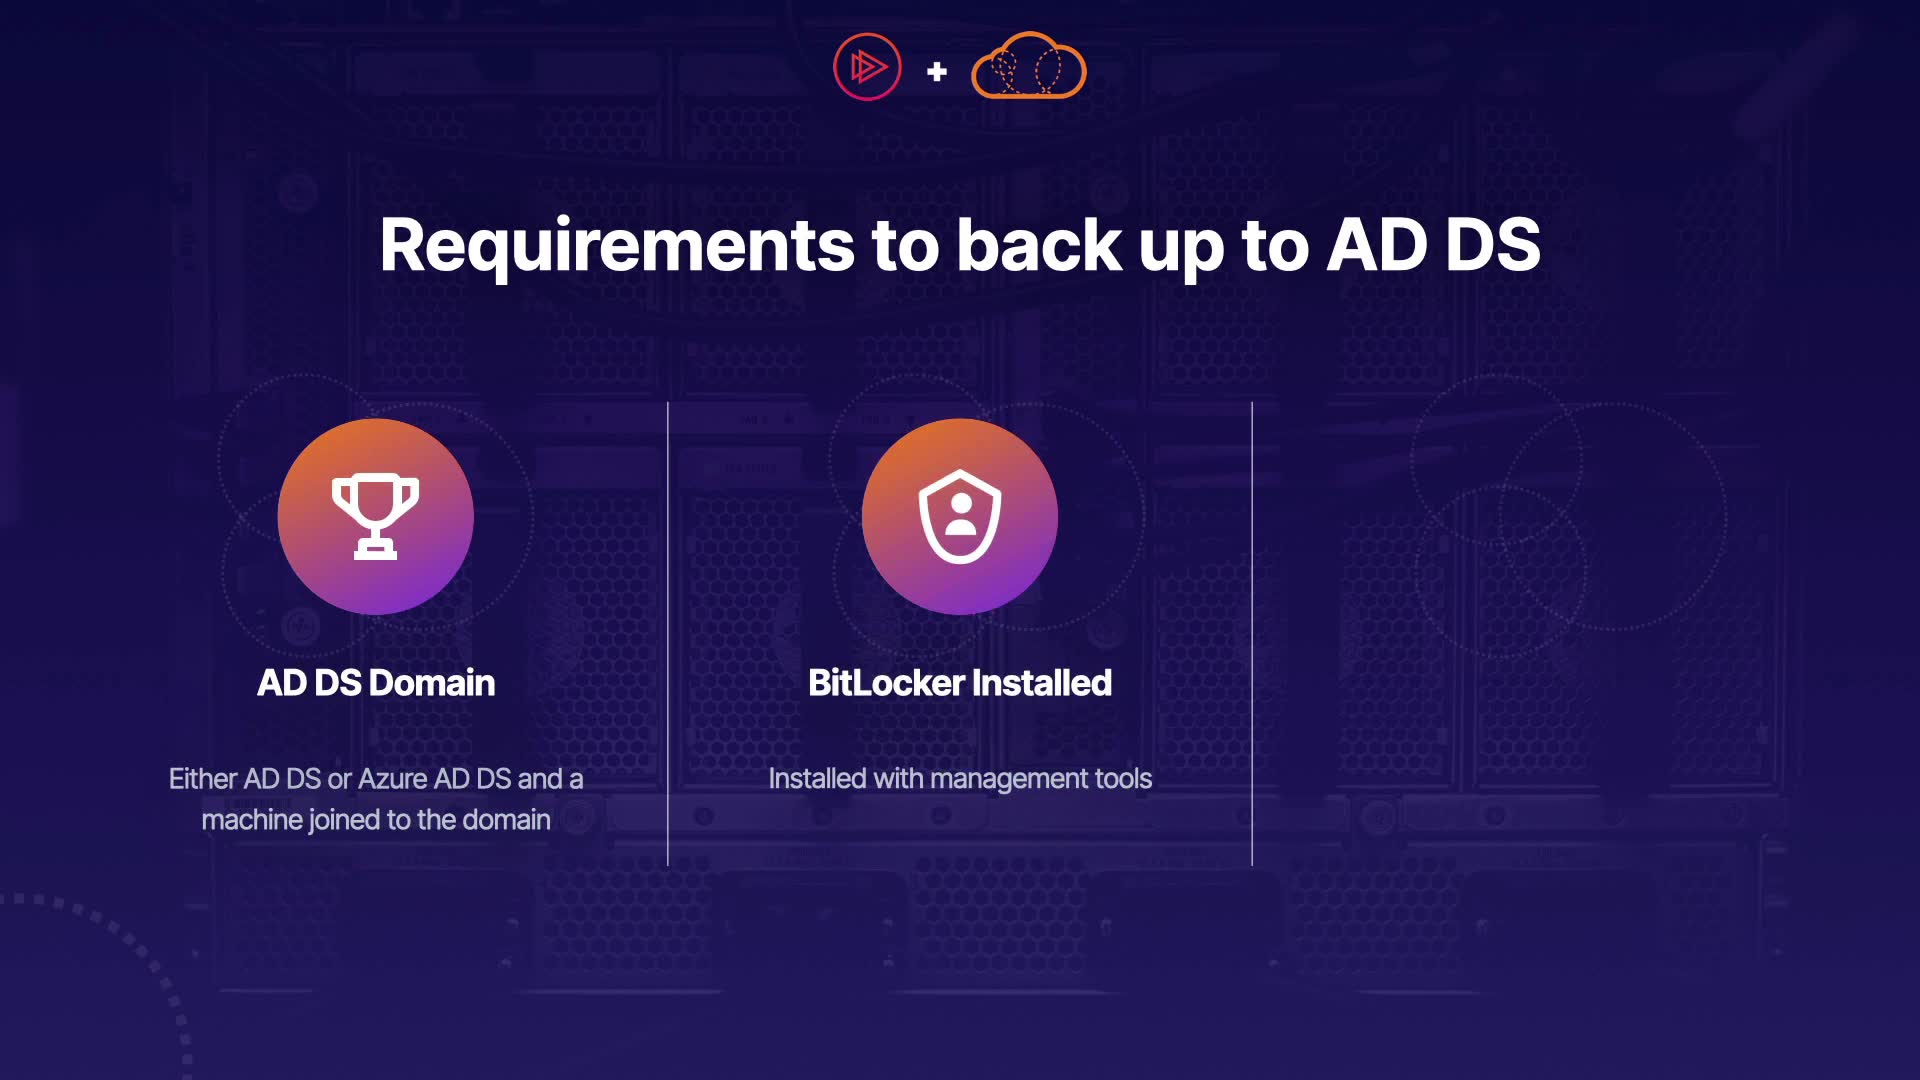 Requirements to back up to AD DS
AD DS Domain
Either AD DS or Azure AD DS and a
machine joined to the domain
BitLocker Installed
Installed with management tools